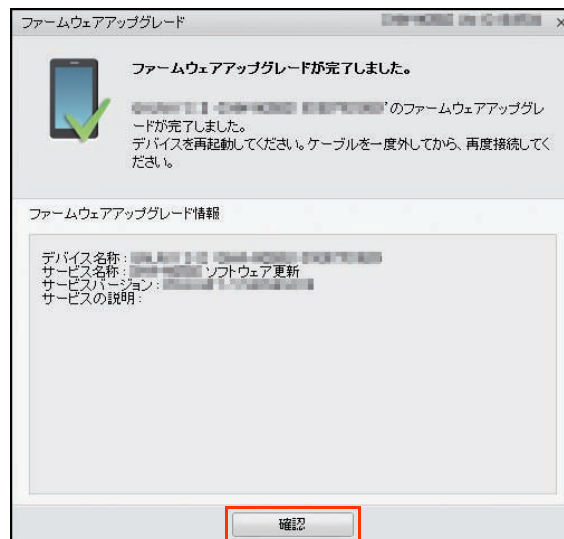 ファームウェアアップグレード
ファームウェアアップグレードが完了しました。
'のファームウェアアップグレ
ードが完了しました。
デバイスを再起動してください。ケーブルを一度外してから、再度接続してく
ださい。
ファームウェアアップグレード情報
デバイス名称:
サービス名称: ソフトウェア更新
サービスバージョン:
サービスの説明:
確認